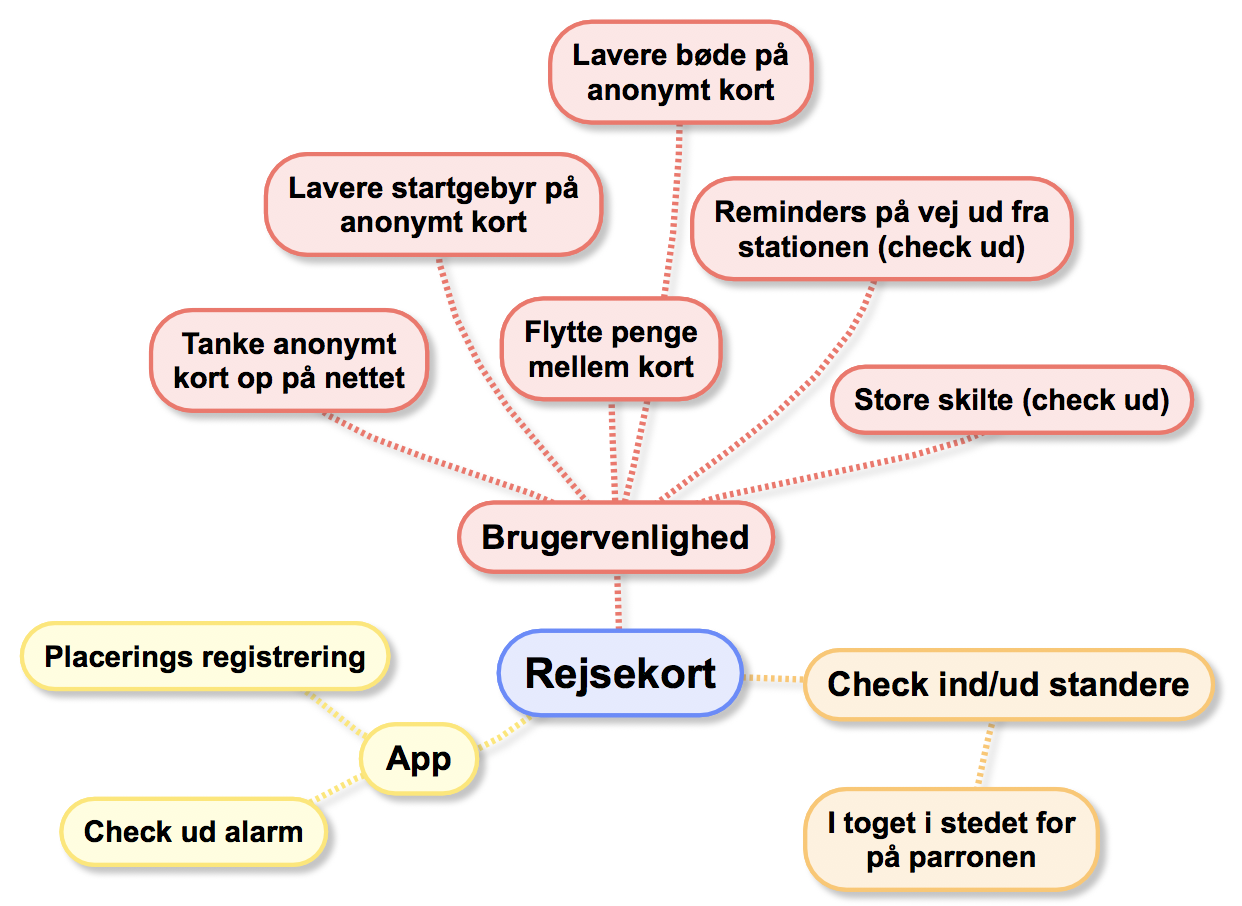 Lavere bøde på
anonymt kort
Lavere startgebyr på
anonymt kort
Reminders på vej ud fra
stationen (check ud)
Tanke anonymt
kort op på nettet
Flytte penge
mellem kort
Store skilte (check ud)
Brugervenlighed
Placerings registrering
Rejsekort
Check ind/ud standere
App
Check ud alarm
I toget i stedet for
på parronen